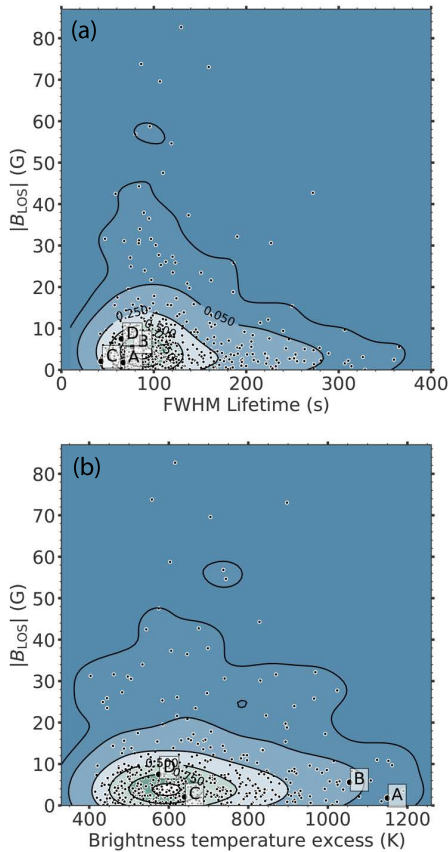 (a)
80
70
60
50
40
30
20
10
0
|B_LOS| (G)
0.250
0.500
0.050
D
B
C
A
0 100 200 300 400
FWHM Lifetime (s)
(b)
80
70
60
50
40
30
20
10
0
|B_LOS| (G)
0.500
0.750
D
C
B
A
400 600 800 1000 1200
Brightness temperature excess (K)